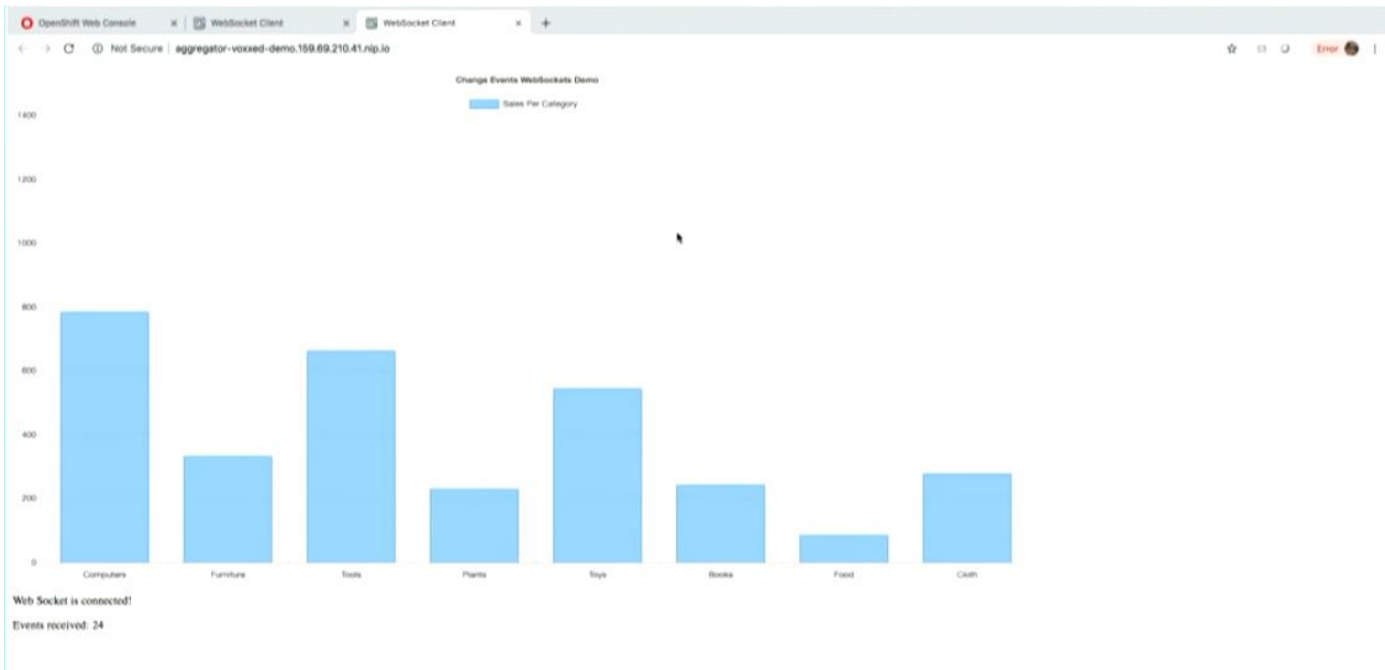 OpenShift Web Console
WebSocket Client
WebSocket Client
Not Secure | aggregator-voxxed-demo.159.69.210.41.nip.io
Error
Change Events WebSockets Demo
Sales Per Category
1400
1200
1000
800
600
400
200
0
Computers Furniture Tools Plants Toys Books Food Cloth
Web Socket is connected!
Events received: 24